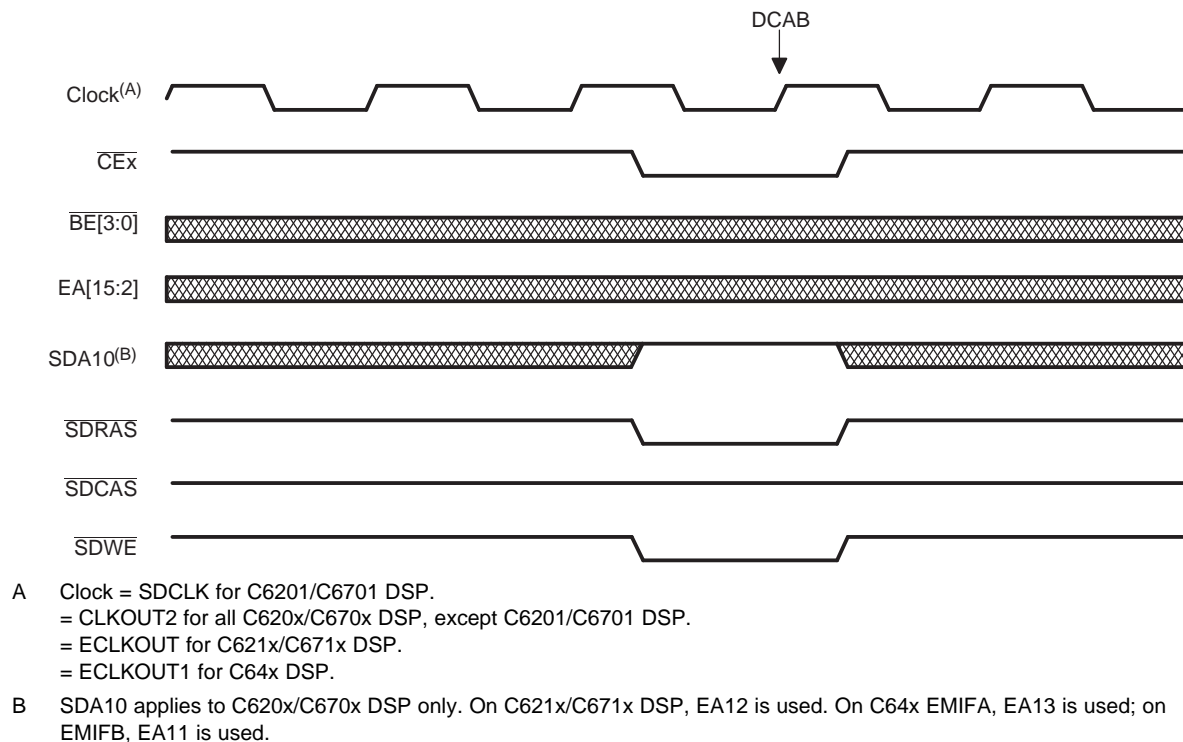 DCAB
Clock(A)
CEx
BE[3:0]
EA[15:2]
SDA10(B)
SDRAS
SDCAS
SDWE
A Clock = SDCLK for C6201/C6701 DSP.
= CLKOUT2 for all C620x/C670x DSP, except C6201/C6701 DSP.
= ECLKOUT for C621x/C671x DSP.
= ECLKOUT1 for C64x DSP.
B SDA10 applies to C620x/C670x DSP only. On C621x/C671x DSP, EA12 is used. On C64x EMIFA, EA13 is used; on
EMIFB, EA11 is used.